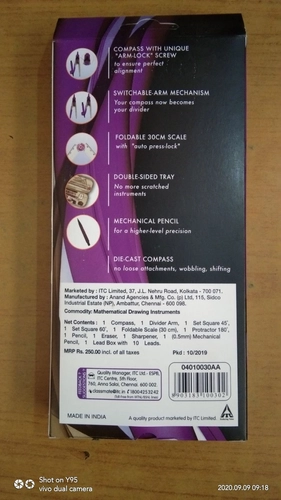 COMPASS WITH UNIQUE
"ARM-LOCK" SCREW
to ensure perfect
alignment
SWITCHABLE-ARM MECHANISM
Your compass now becomes
your divider
FOLDABLE 30CM SCALE
with "auto press-lock"
DOUBLE-SIDED TRAY
No more scratched
instruments
MECHANICAL PENCIL
for a higher-level precision
DIE-CAST COMPASS
no loose attachments, wobbling, shifting
Marketed by : ITC Limited, 37, J.L. Nehru Road, Kolkata - 700 071.
Manufactured by : Anand Agencies & Mfg. Co. (p) Ltd, 115, Sidco
Industrial Estate (NP), Ambattur, Chennai - 600 098.
Commodity: Mathematical Drawing Instruments
Net Contents : 1 Compass, 1 Divider Arm, 1 Set Square 45°,
1 Set Square 60°, 1 Foldable Scale (30 cm), 1 Protractor 180°,
1 Pencil, 1 Eraser, 1 Sharpener, 1 (0.5mm) Mechanical
Pencil, 1 Lead Box with 10 Leads.
MRP Rs. 250.00 incl. of all taxes
Pkd : 10/2019
FEEDBACK &
Quality Manager, ITC Ltd - ESPB,
ITC Centre, 5th floor,
760, Anna Salai, Chennai 600 002.
classmate@itc.in
04010030AA
8903183100302
MADE IN INDIA
A quality product marketed by ITC Limited
ITC
Shot on Y95
vivo dual camera
2020.09.09 09:18